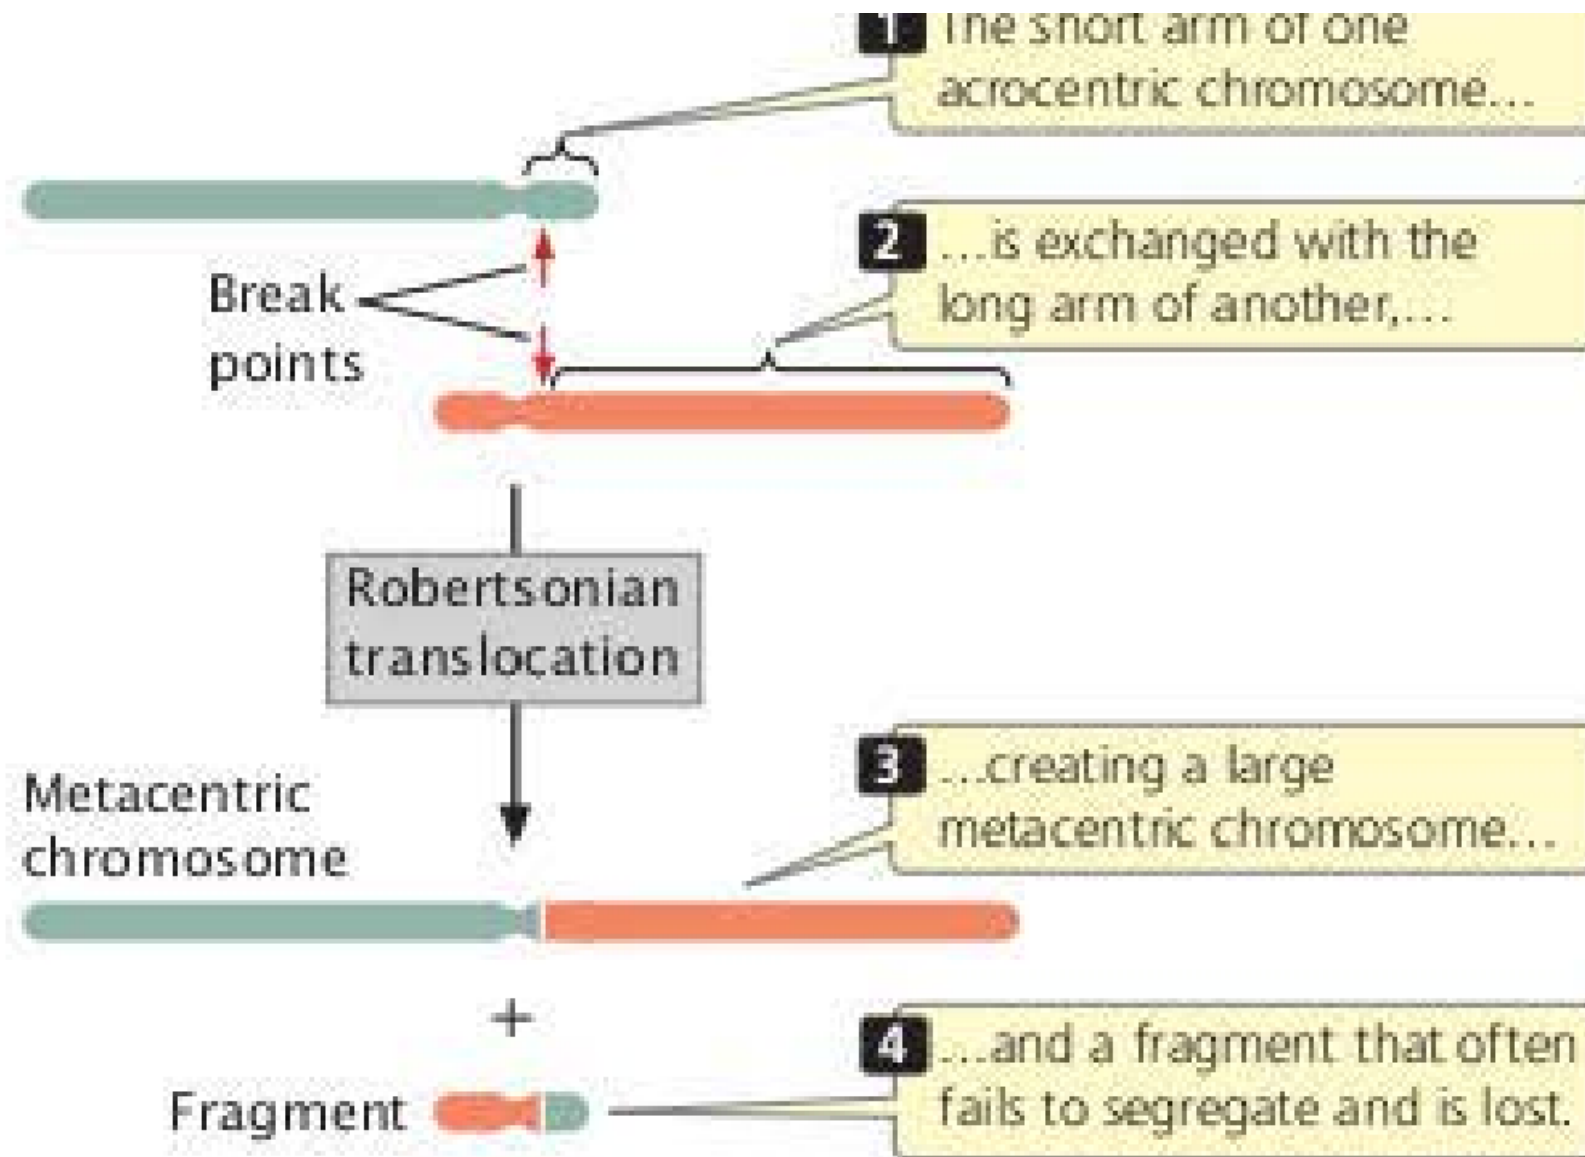 1 The short arm of one
acrocentric chromosome...
2 ...is exchanged with the
long arm of another,...
Break
points
Robertsonian
translocation
3 ...creating a large
metacentric chromosome...
Metacentric
chromosome
+
4 ...and a fragment that often
fails to segregate and is lost.
Fragment